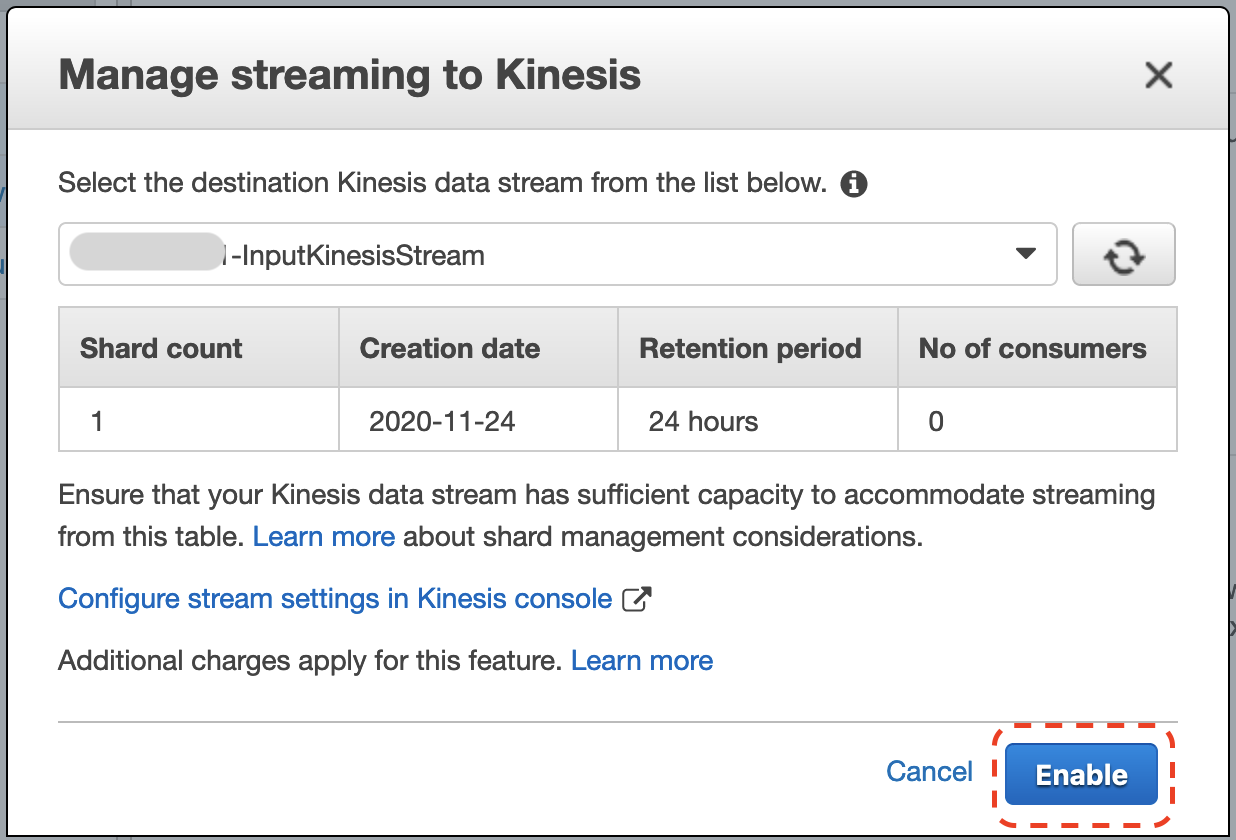 Manage streaming to Kinesis
Select the destination Kinesis data stream from the list below.
-InputKinesisStream
Shard count Creation date Retention period No of consumers
1 2020-11-24 24 hours 0
Ensure that your Kinesis data stream has sufficient capacity to accommodate streaming
from this table. Learn more about shard management considerations.
Configure stream settings in Kinesis console
Additional charges apply for this feature. Learn more
Cancel Enable